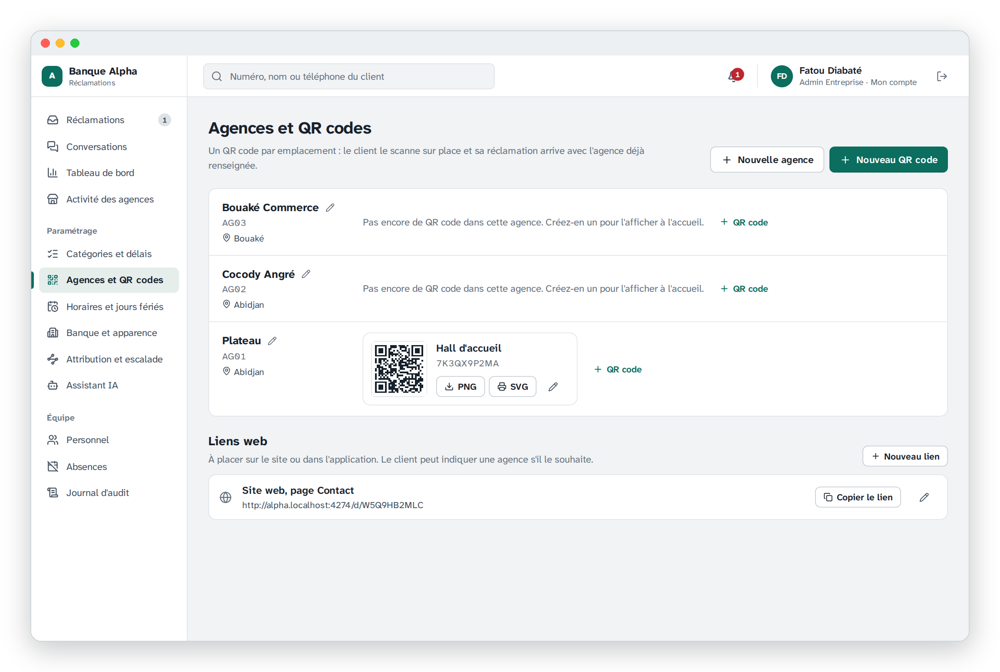 A
Banque Alpha
Réclamations
Numéro, nom ou téléphone du client
1
FD
Fatou Diabaté
Admin Entreprise · Mon compte
Réclamations
1
Conversations
Tableau de bord
Activité des agences
Paramétrage
Catégories et délais
Agences et QR codes
Horaires et jours fériés
Banque et apparence
Attribution et escalade
Assistant IA
Équipe
Personnel
Absences
Journal d'audit
Agences et QR codes
Un QR code par emplacement : le client le scanne sur place et sa réclamation arrive avec l'agence déjà
renseignée.
Nouvelle agence
Nouveau QR code
Bouaké Commerce
AG03
Bouaké
Pas encore de QR code dans cette agence. Créez-en un pour l'afficher à l'accueil.
QR code
Cocody Angré
AG02
Abidjan
Pas encore de QR code dans cette agence. Créez-en un pour l'afficher à l'accueil.
QR code
Plateau
AG01
Abidjan
Hall d'accueil
7K3QX9P2MA
PNG
SVG
QR code
Liens web
À placer sur le site ou dans l'application. Le client peut indiquer une agence s'il le souhaite.
Nouveau lien
Site web, page Contact
http://alpha.localhost:4274/d/W5Q9HB2MLC
Copier le lien